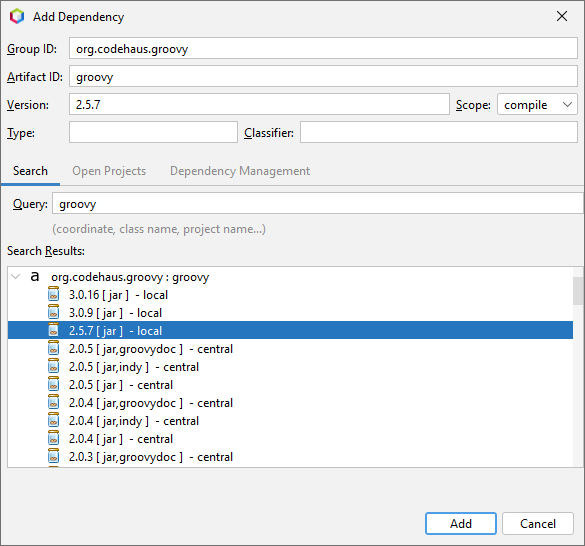 Add Dependency
Group ID: org.codehaus.groovy
Artifact ID: groovy
Version: 2.5.7 Scope: compile
Type: Classifier:
Search Open Projects Dependency Management
Query: groovy
(coordinate, class name, project name...)
Search Results:
a org.codehaus.groovy : groovy
3.0.16 [ jar ] - local
3.0.9 [ jar ] - local
2.5.7 [ jar ] - local
2.0.5 [ jar,groovydoc ] - central
2.0.5 [ jar,indy ] - central
2.0.5 [ jar ] - central
2.0.4 [ jar,groovydoc ] - central
2.0.4 [ jar,indy ] - central
2.0.4 [ jar ] - central
2.0.3 [ jar,groovydoc ] - central
Add Cancel